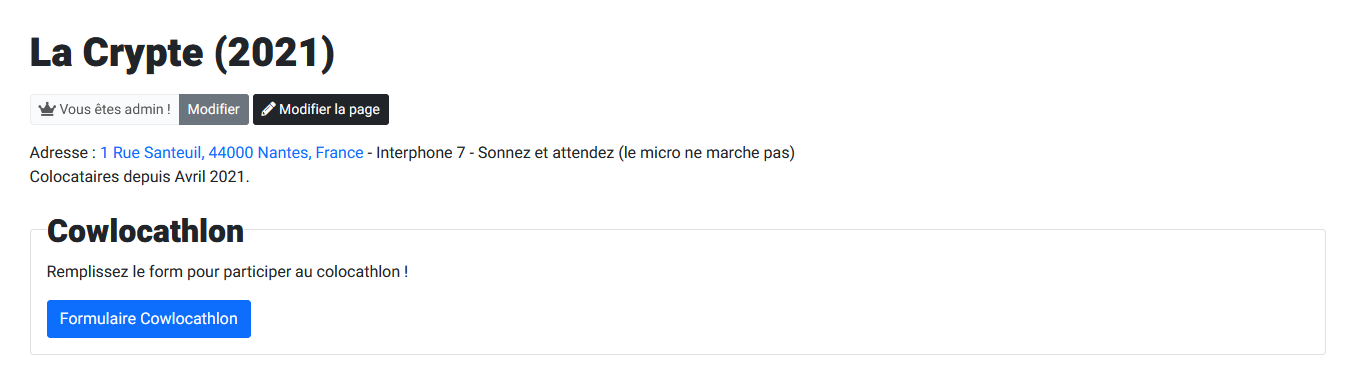 La Crypte (2021)
Vous êtes admin ! Modifier Modifier la page
Adresse : 1 Rue Santeuil, 44000 Nantes, France - Interphone 7 - Sonnez et attendez (le micro ne marche pas)
Colocataires depuis Avril 2021.
Cowlocathlon
Remplissez le form pour participer au colocathlon !
Formulaire Cowlocathlon